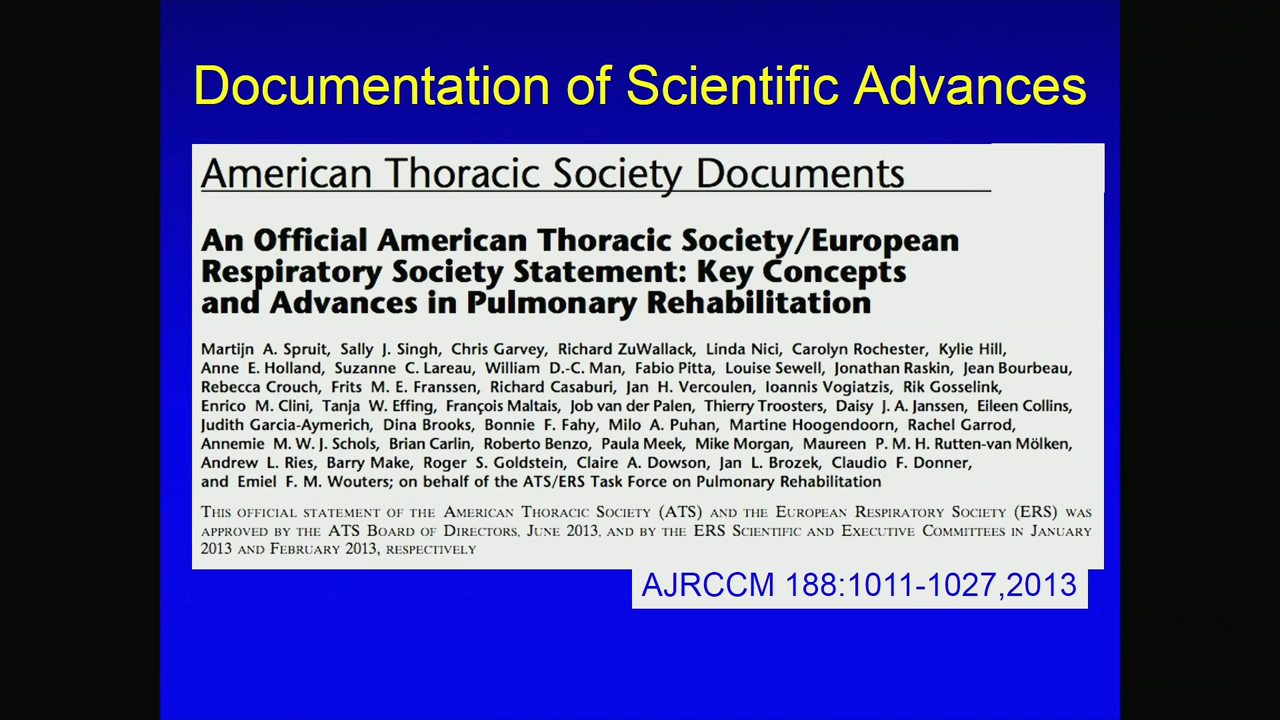 Documentation of Scientific Advances
American Thoracic Society Documents
An Official American Thoracic Society/European
Respiratory Society Statement: Key Concepts
and Advances in Pulmonary Rehabilitation
Martijn A. Spruit, Sally J. Singh, Chris Garvey, Richard ZuWallack, Linda Nici, Carolyn Rochester, Kylie Hill,
Anne E. Holland, Suzanne C. Lareau, William D.-C. Man, Fabio Pitta, Louise Sewell, Jonathan Raskin, Jean Bourbeau,
Rebecca Crouch, Frits M. E. Franssen, Richard Casaburi, Jan H. Vercoulen, Ioannis Vogiatzis, Rik Gosselink,
Enrico M. Clini, Tanja W. Effing, François Maltais, Job van der Palen, Thierry Troosters, Daisy J. A. Janssen, Eileen Collins,
Judith Garcia-Aymerich, Dina Brooks, Bonnie F. Fahy, Milo A. Puhan, Martine Hoogendoorn, Rachel Garrod,
Annemie M. W. J. Schols, Brian Carlin, Roberto Benzo, Paula Meek, Mike Morgan, Maureen P. M. H. Rutten-van Mölken,
Andrew L. Ries, Barry Make, Roger S. Goldstein, Claire A. Dowson, Jan L. Brozek, Claudio F. Donner,
and Emiel F. M. Wouters; on behalf of the ATS/ERS Task Force on Pulmonary Rehabilitation
THIS OFFICIAL STATEMENT OF THE AMERICAN THORACIC SOCIETY (ATS) AND THE EUROPEAN RESPIRATORY SOCIETY (ERS) WAS
APPROVED BY THE ATS BOARD OF DIRECTORS, JUNE 2013, AND BY THE ERS SCIENTIFIC AND EXECUTIVE COMMITTEES IN JANUARY
2013 AND FEBRUARY 2013, RESPECTIVELY
AJRCCM 188:1011-1027,2013